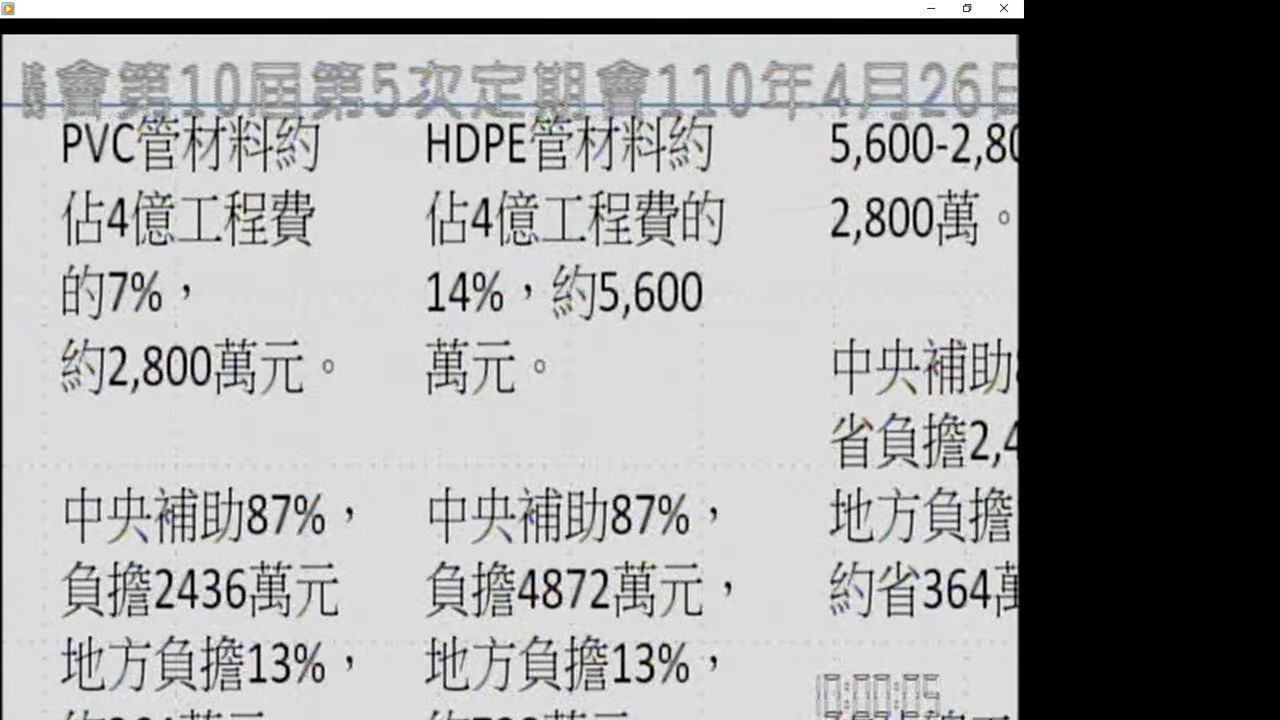 會第10屆第5次定期會110年4月26日
PVC管材料約
佔4億工程費
的7%，
約2,800萬元。
中央補助87%，
負擔2436萬元
地方負擔13%，
HDPE管材料約
佔4億工程費的
14%，約5,600
萬元。
中央補助87%，
負擔4872萬元，
地方負擔13%，
5,600-2,80
2,800萬。
中央補助
省負擔2,4
地方負擔
約省364萬
10:00:05